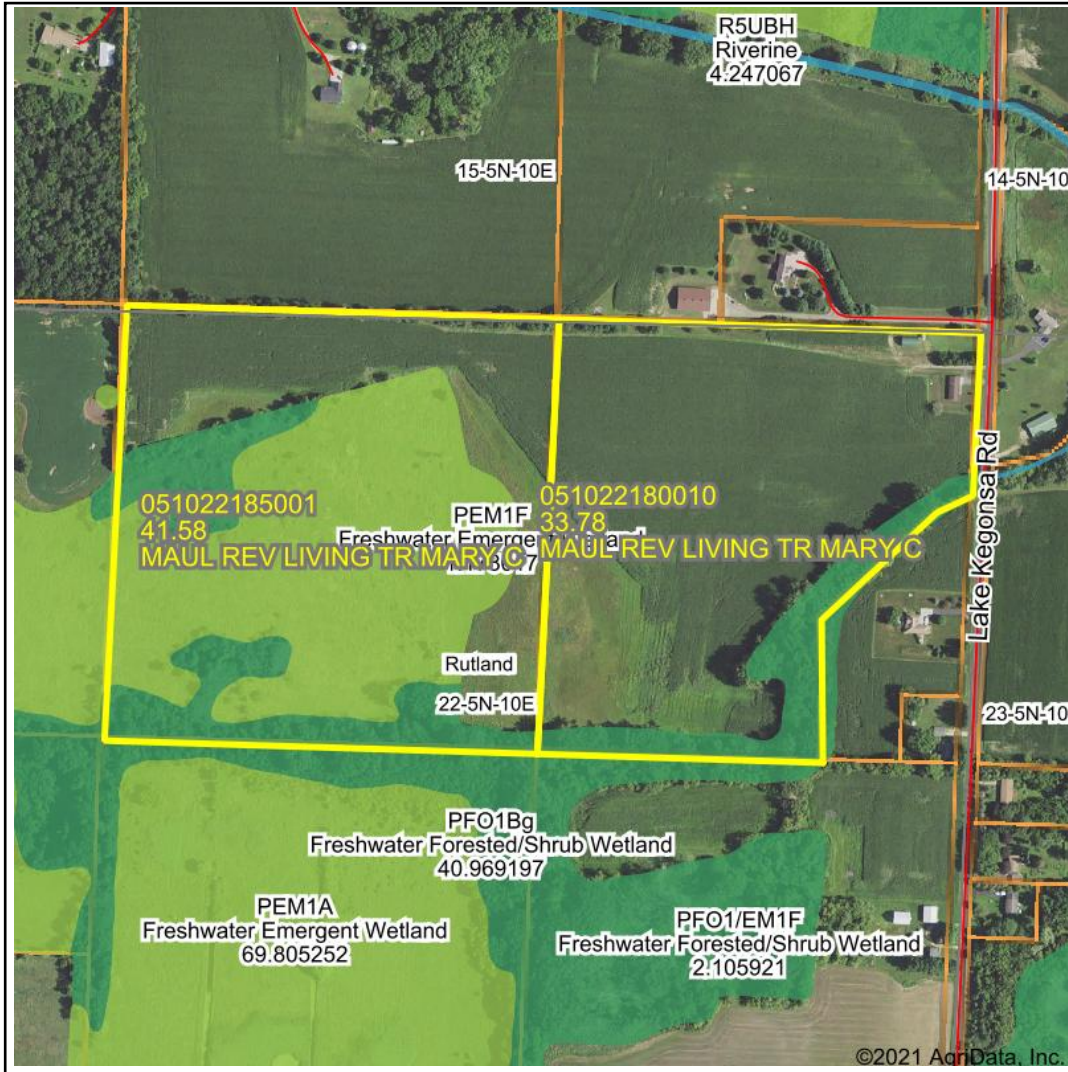 R5UBH
Riverine
4.247067
15-5N-10E
14-5N-10
051022185001
41.58
MAUL REV LIVING TR MARY C
051022180010
33.78
MAUL REV LIVING TR MARY C
PEM1F
Freshwater Emergent
Lake Kegonsa Rd
Rutland
22-5N-10E
23-5N-10
PFO1Bg
Freshwater Forested/Shrub Wetland
40.969197
PEM1A
Freshwater Emergent Wetland
69.805252
PFO1/EM1F
Freshwater Forested/Shrub Wetland
2.105921
©2021 AgriData, Inc.